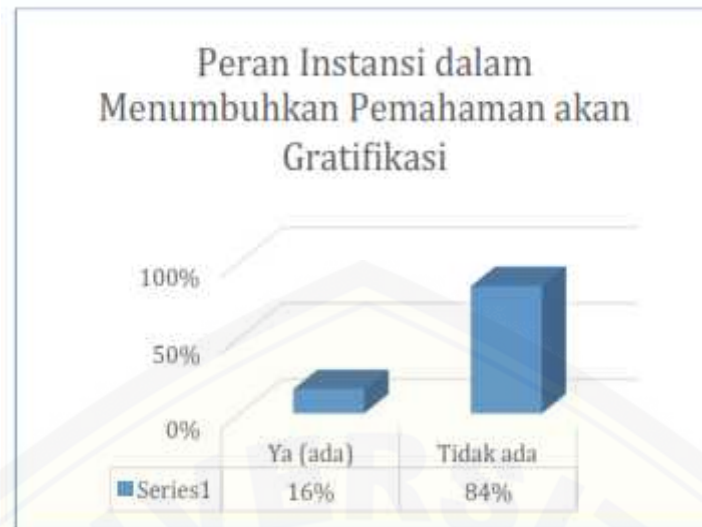 Peran Instansi dalam
Menumbuhkan Pemahaman akan
Gratifikasi
100%
50%
0%
Ya (ada) Tidak ada
Series1 16% 84%